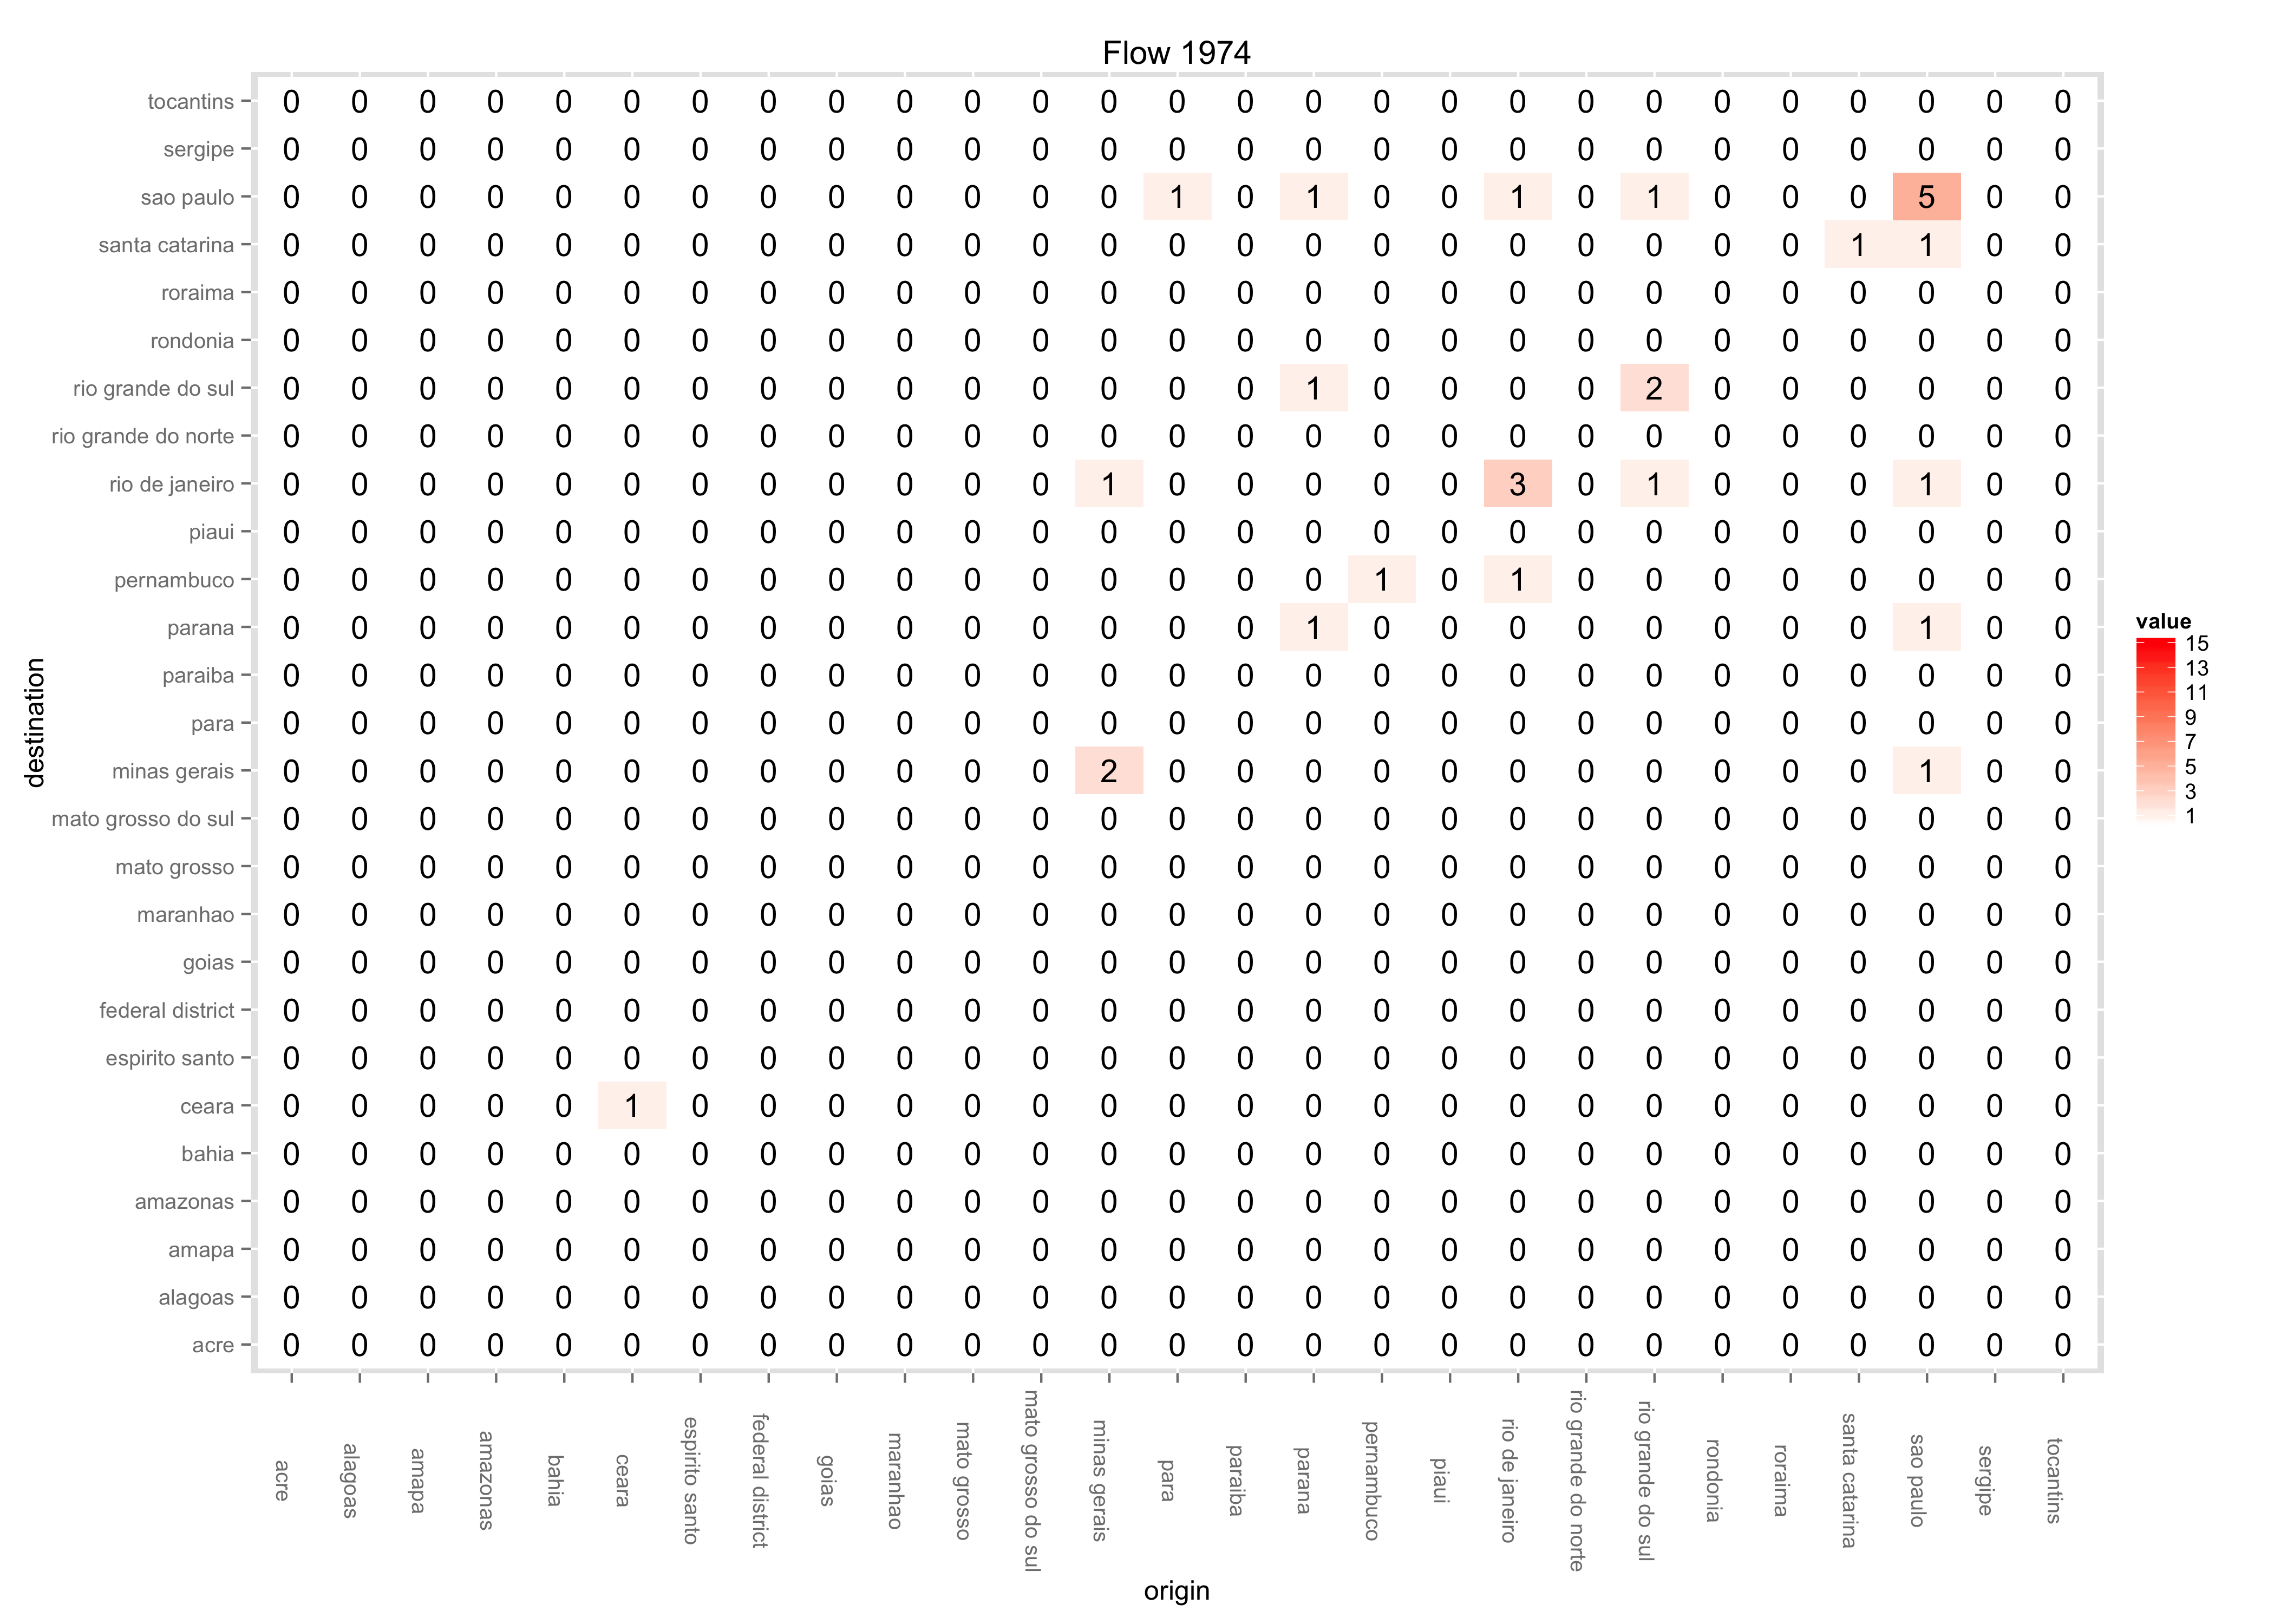 Flow 1974
tocantins 0 0 0 0 0 0 0 0 0 0 0 0 0 0 0 0 0 0 0 0 0 0 0 0 0 0 0
sergipe 0 0 0 0 0 0 0 0 0 0 0 0 0 0 0 0 0 0 0 0 0 0 0 0 0 0 0
sao paulo 0 0 0 0 0 0 0 0 0 0 0 0 0 1 0 1 0 0 1 0 1 0 0 0 5 0 0
santa catarina 0 0 0 0 0 0 0 0 0 0 0 0 0 0 0 0 0 0 0 0 0 0 0 1 1 0 0
roraima 0 0 0 0 0 0 0 0 0 0 0 0 0 0 0 0 0 0 0 0 0 0 0 0 0 0 0
rondonia 0 0 0 0 0 0 0 0 0 0 0 0 0 0 0 0 0 0 0 0 0 0 0 0 0 0 0
rio grande do sul 0 0 0 0 0 0 0 0 0 0 0 0 0 0 0 1 0 0 0 0 2 0 0 0 0 0 0
rio grande do norte 0 0 0 0 0 0 0 0 0 0 0 0 0 0 0 0 0 0 0 0 0 0 0 0 0 0 0
rio de janeiro 0 0 0 0 0 0 0 0 0 0 0 0 1 0 0 0 0 0 3 0 1 0 0 0 1 0 0
piaui 0 0 0 0 0 0 0 0 0 0 0 0 0 0 0 0 0 0 0 0 0 0 0 0 0 0 0
pernambuco 0 0 0 0 0 0 0 0 0 0 0 0 0 0 0 0 1 0 1 0 0 0 0 0 0 0 0
parana 0 0 0 0 0 0 0 0 0 0 0 0 0 0 0 1 0 0 0 0 0 0 0 0 1 0 0
paraiba 0 0 0 0 0 0 0 0 0 0 0 0 0 0 0 0 0 0 0 0 0 0 0 0 0 0 0
para 0 0 0 0 0 0 0 0 0 0 0 0 0 0 0 0 0 0 0 0 0 0 0 0 0 0 0
minas gerais 0 0 0 0 0 0 0 0 0 0 0 0 2 0 0 0 0 0 0 0 0 0 0 0 1 0 0
mato grosso do sul 0 0 0 0 0 0 0 0 0 0 0 0 0 0 0 0 0 0 0 0 0 0 0 0 0 0 0
mato grosso 0 0 0 0 0 0 0 0 0 0 0 0 0 0 0 0 0 0 0 0 0 0 0 0 0 0 0
maranhao 0 0 0 0 0 0 0 0 0 0 0 0 0 0 0 0 0 0 0 0 0 0 0 0 0 0 0
goias 0 0 0 0 0 0 0 0 0 0 0 0 0 0 0 0 0 0 0 0 0 0 0 0 0 0 0
federal district 0 0 0 0 0 0 0 0 0 0 0 0 0 0 0 0 0 0 0 0 0 0 0 0 0 0 0
espirito santo 0 0 0 0 0 0 0 0 0 0 0 0 0 0 0 0 0 0 0 0 0 0 0 0 0 0 0
ceara 0 0 0 0 0 1 0 0 0 0 0 0 0 0 0 0 0 0 0 0 0 0 0 0 0 0 0
bahia 0 0 0 0 0 0 0 0 0 0 0 0 0 0 0 0 0 0 0 0 0 0 0 0 0 0 0
amazonas 0 0 0 0 0 0 0 0 0 0 0 0 0 0 0 0 0 0 0 0 0 0 0 0 0 0 0
amapa 0 0 0 0 0 0 0 0 0 0 0 0 0 0 0 0 0 0 0 0 0 0 0 0 0 0 0
alagoas 0 0 0 0 0 0 0 0 0 0 0 0 0 0 0 0 0 0 0 0 0 0 0 0 0 0 0
acre 0 0 0 0 0 0 0 0 0 0 0 0 0 0 0 0 0 0 0 0 0 0 0 0 0 0 0
destination
acre
alagoas
amapa
amazonas
bahia
ceara
espirito santo
federal district
goias
maranhao
mato grosso
mato grosso do sul
minas gerais
para
paraiba
parana
pernambuco
piaui
rio de janeiro
rio grande do norte
rio grande do sul
rondonia
roraima
santa catarina
sao paulo
sergipe
tocantins
origin
value
15
13
11
9
7
5
3
1